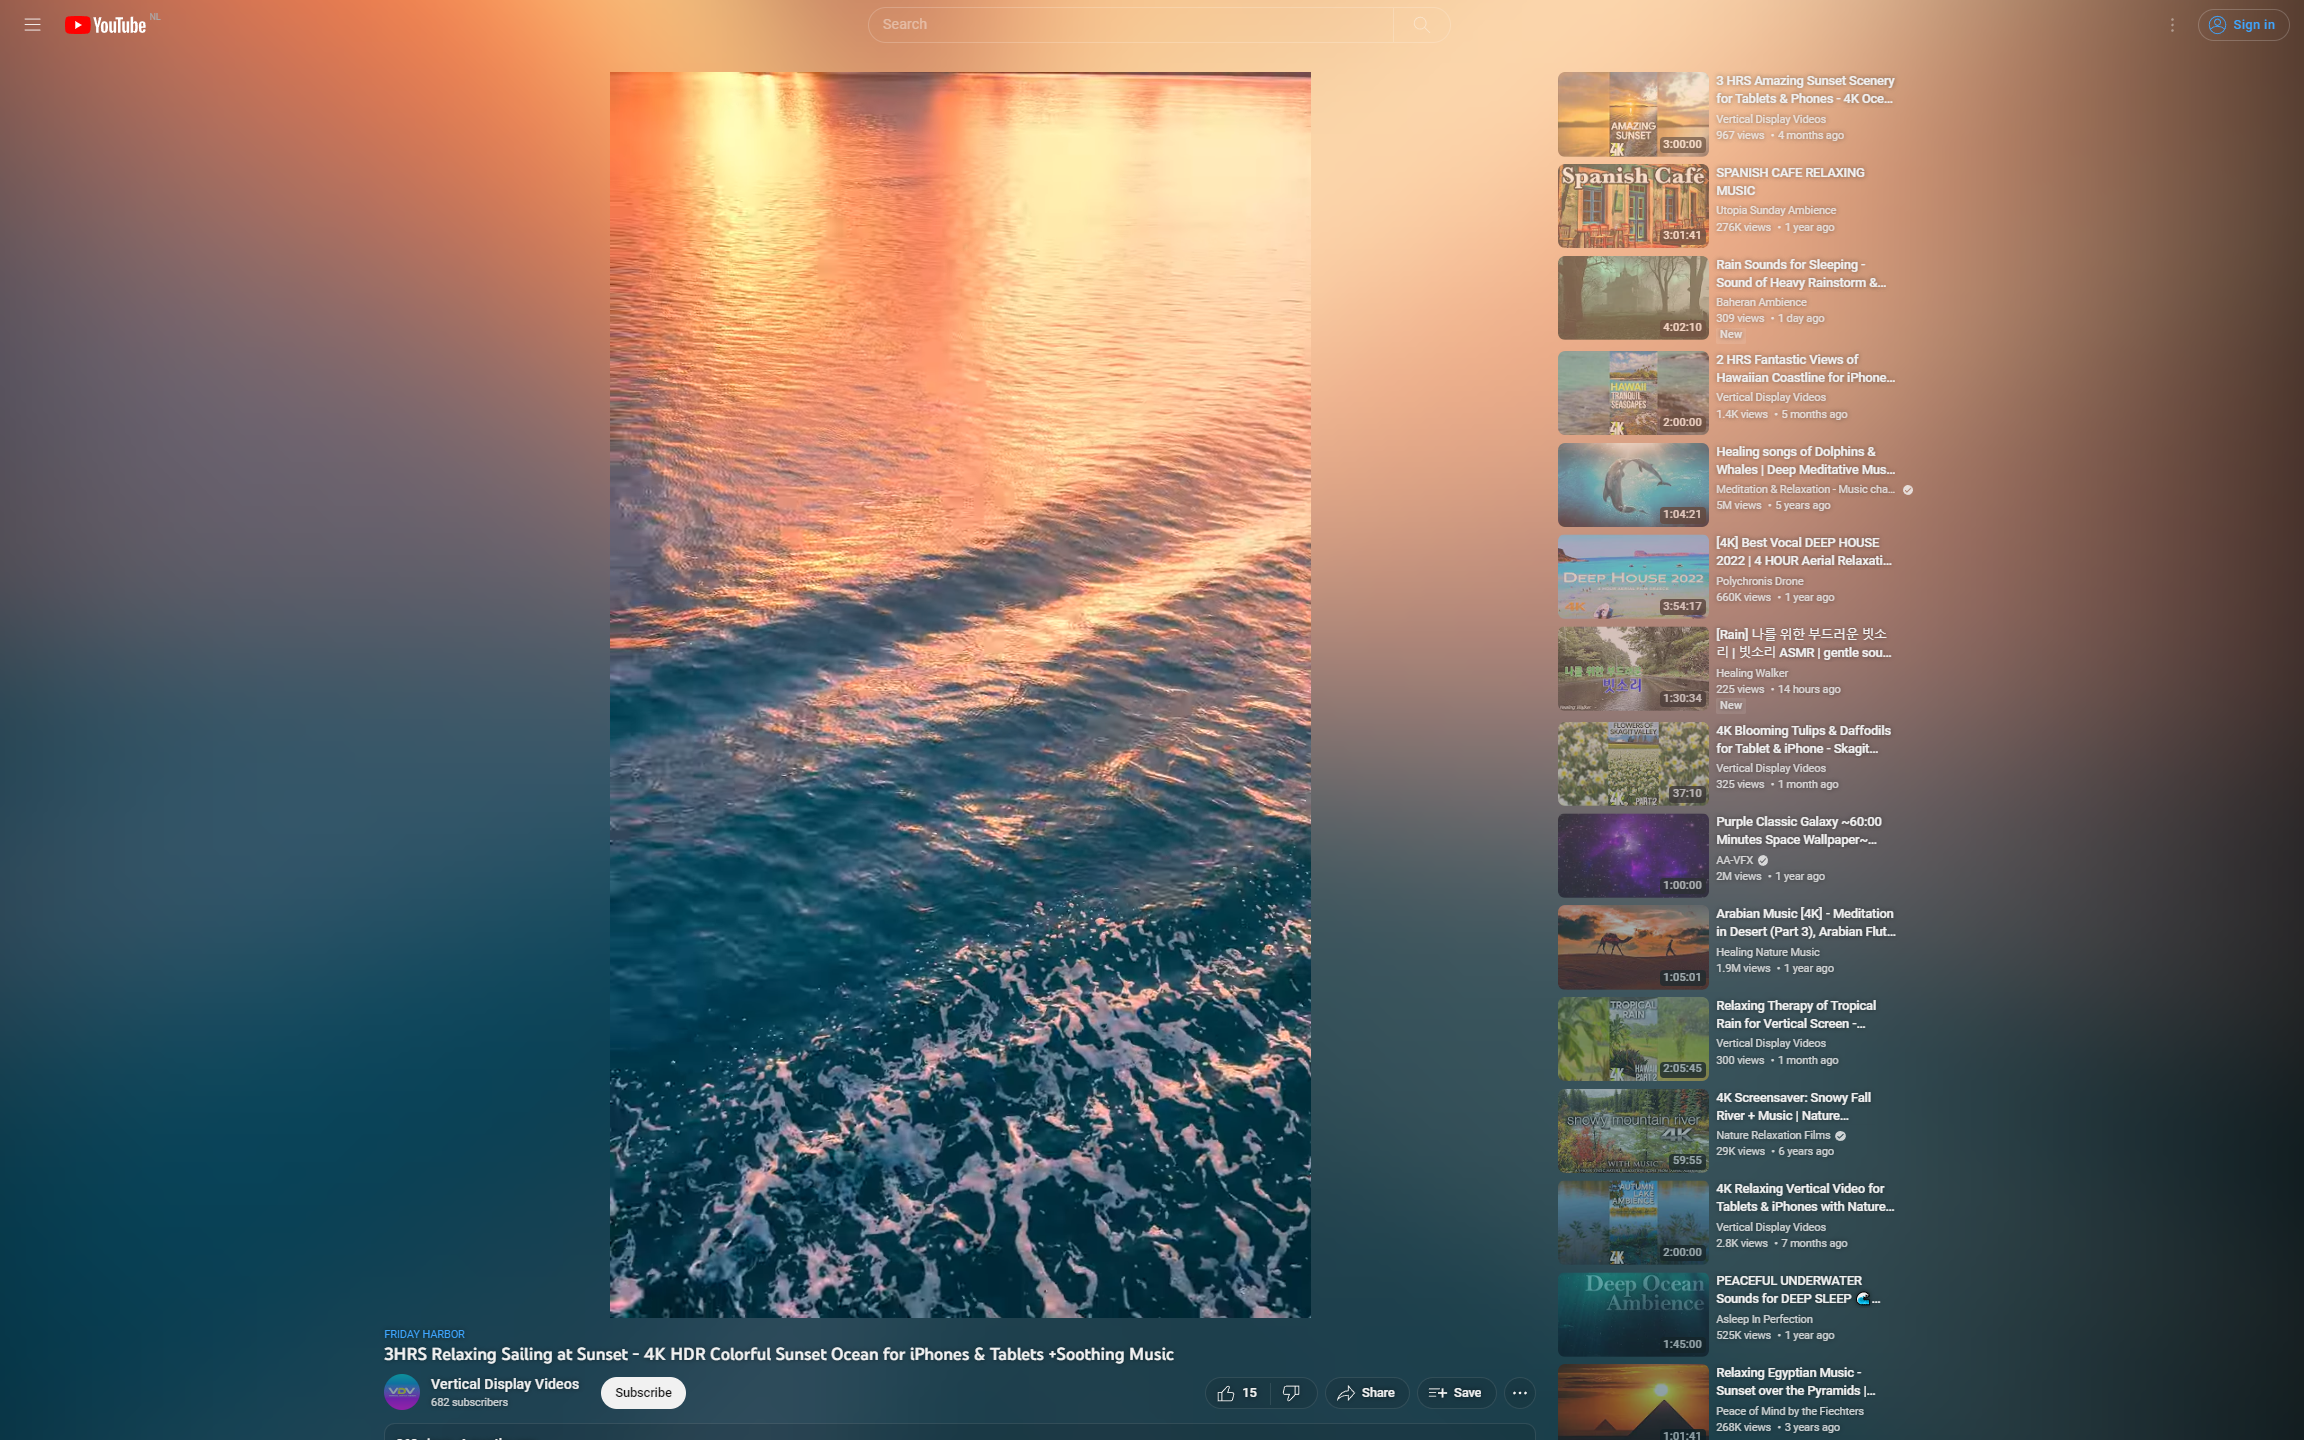 YouTube NL
Search
Sign in
FRIDAY HARBOR
3HRS Relaxing Sailing at Sunset - 4K HDR Colorful Sunset Ocean for iPhones & Tablets +Soothing Music
VDV
Vertical Display Videos
682 subscribers
Subscribe
15
Share
Save
AMAZING
SUNSET
4K
3:00:00
3 HRS Amazing Sunset Scenery
for Tablets & Phones - 4K Oce...
Vertical Display Videos
967 views • 4 months ago
Spanish Café
3:01:41
SPANISH CAFE RELAXING
MUSIC
Utopia Sunday Ambience
276K views • 1 year ago
4:02:10
Rain Sounds for Sleeping -
Sound of Heavy Rainstorm &...
Baheran Ambience
309 views • 1 day ago
New
HAWAII
TRANQUIL
SEASCAPES
4K
2:00:00
2 HRS Fantastic Views of
Hawaiian Coastline for iPhone...
Vertical Display Videos
1.4K views • 5 months ago
1:04:21
Healing songs of Dolphins &
Whales | Deep Meditative Mus...
Meditation & Relaxation - Music cha...
5M views • 5 years ago
DEEP HOUSE 2022
4K
3:54:17
[4K] Best Vocal DEEP HOUSE
2022 | 4 HOUR Aerial Relaxati...
Polychronis Drone
660K views • 1 year ago
나를 위한 부드러운
빗소리
Healing Walker
1:30:34
[Rain] 나를 위한 부드러운 빗소
리 | 빗소리 ASMR | gentle sou...
Healing Walker
225 views • 14 hours ago
New
FLOWERS OF
SKAGIT VALLEY
4K
PART 2
37:10
4K Blooming Tulips & Daffodils
for Tablet & iPhone - Skagit...
Vertical Display Videos
325 views • 1 month ago
1:00:00
Purple Classic Galaxy ~60:00
Minutes Space Wallpaper~...
AA-VFX
2M views • 1 year ago
1:05:01
Arabian Music [4K] - Meditation
in Desert (Part 3), Arabian Flut...
Healing Nature Music
1.9M views • 1 year ago
TROPICAL
RAIN
4K
HAWAII
PART 2
2:05:45
Relaxing Therapy of Tropical
Rain for Vertical Screen -...
Vertical Display Videos
300 views • 1 month ago
snowy mountain river
4K
WITH MUSIC
59:55
4K Screensaver: Snowy Fall
River + Music | Nature...
Nature Relaxation Films
29K views • 6 years ago
AUTUMN
LAKE
AMBIENCE
4K
2:00:00
4K Relaxing Vertical Video for
Tablets & iPhones with Nature...
Vertical Display Videos
2.8K views • 7 months ago
Deep Ocean
Ambience
1:45:00
PEACEFUL UNDERWATER
Sounds for DEEP SLEEP 🌊...
Asleep In Perfection
525K views • 1 year ago
1:01:41
Relaxing Egyptian Music -
Sunset over the Pyramids |...
Peace of Mind by the Fiechters
268K views • 3 years ago